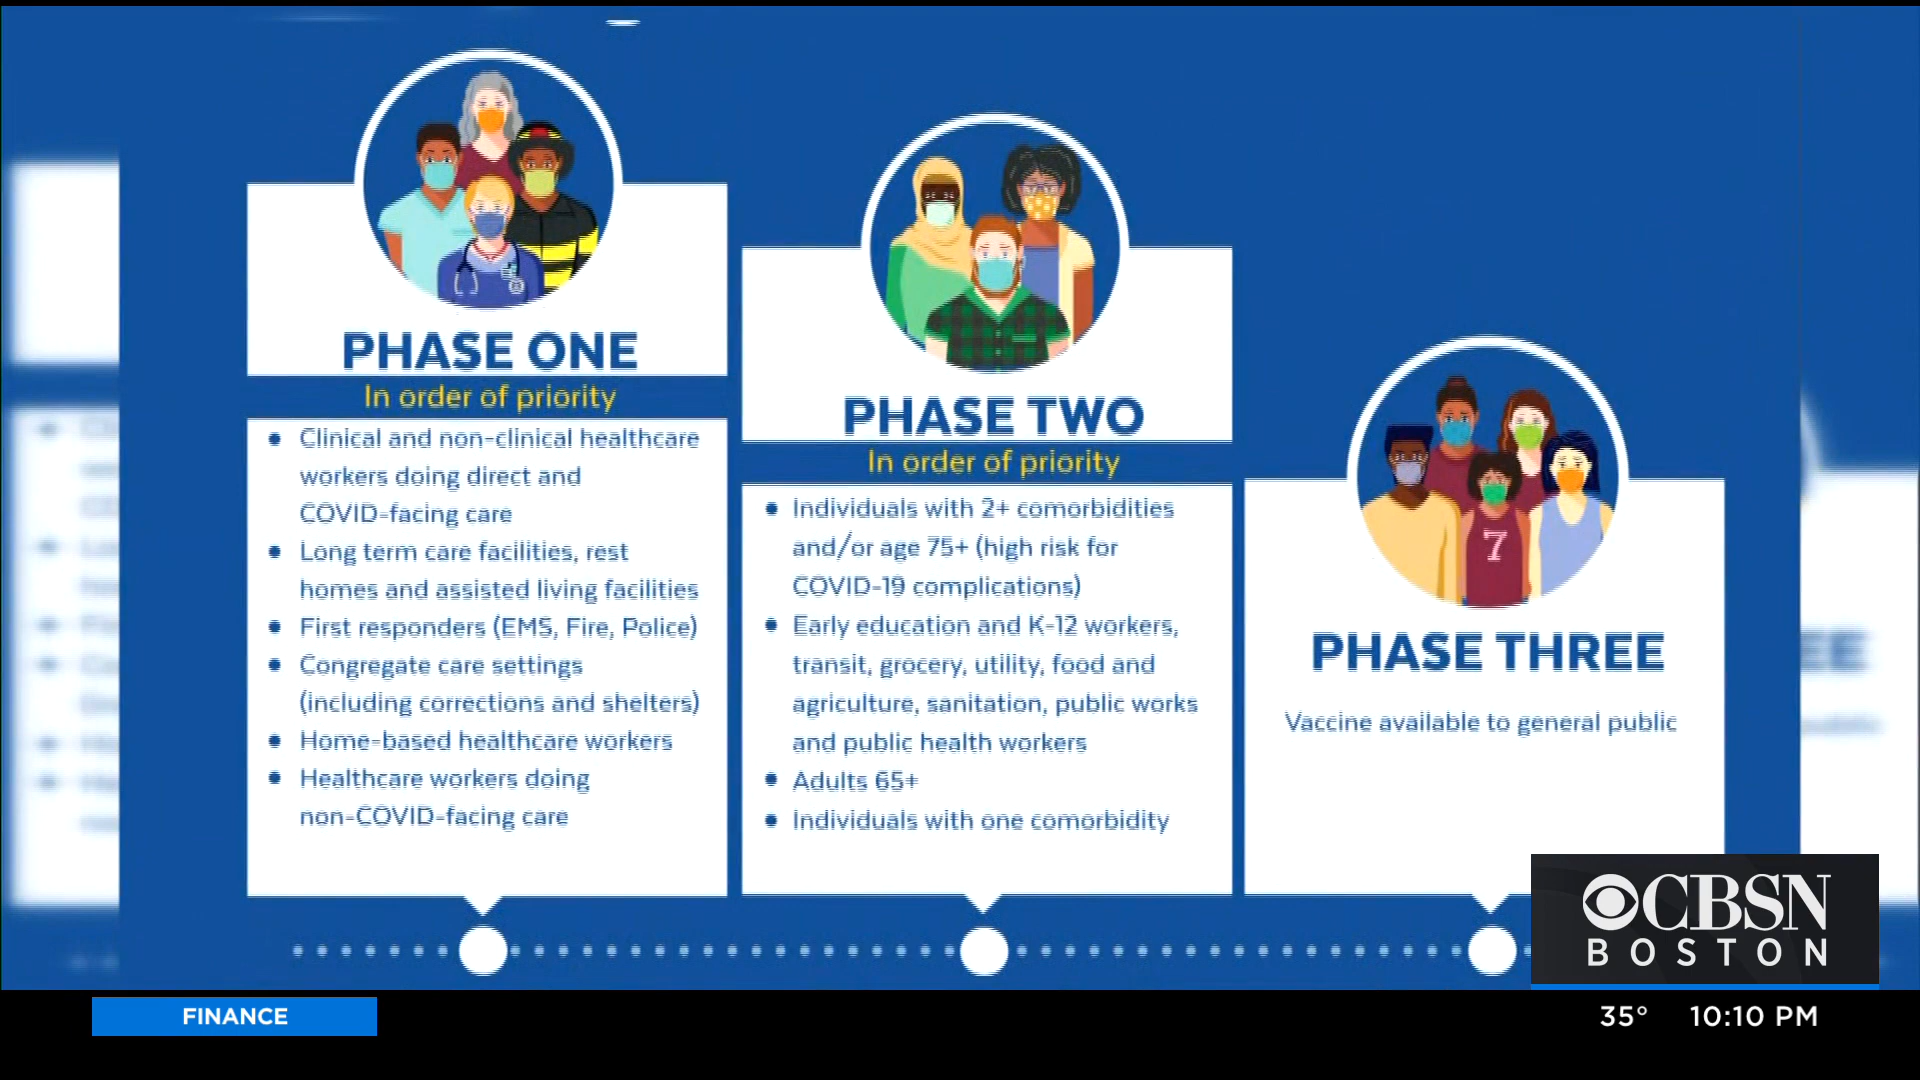 PHASE ONE
In order of priority
● Clinical and non-clinical healthcare
workers doing direct and
COVID-facing care
● Long term care facilities, rest
homes and assisted living facilities
● First responders (EMS, Fire, Police)
● Congregate care settings
(including corrections and shelters)
● Home-based healthcare workers
● Healthcare workers doing
non-COVID-facing care
PHASE TWO
In order of priority
● Individuals with 2+ comorbidities
and/or age 75+ (high risk for
COVID-19 complications)
● Early education and K-12 workers,
transit, grocery, utility, food and
agriculture, sanitation, public works
and public health workers
● Adults 65+
● Individuals with one comorbidity
7
PHASE THREE
Vaccine available to general public
CBSN
BOSTON
FINANCE
35° 10:10 PM